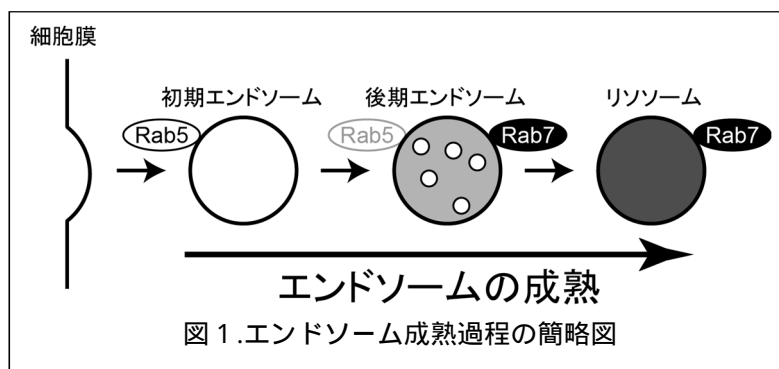 細胞膜
初期エンドソーム 後期エンドソーム リソソーム
Rab5 Rab5 Rab7 Rab7
エンドソームの成熟
図1.エンドソーム成熟過程の簡略図